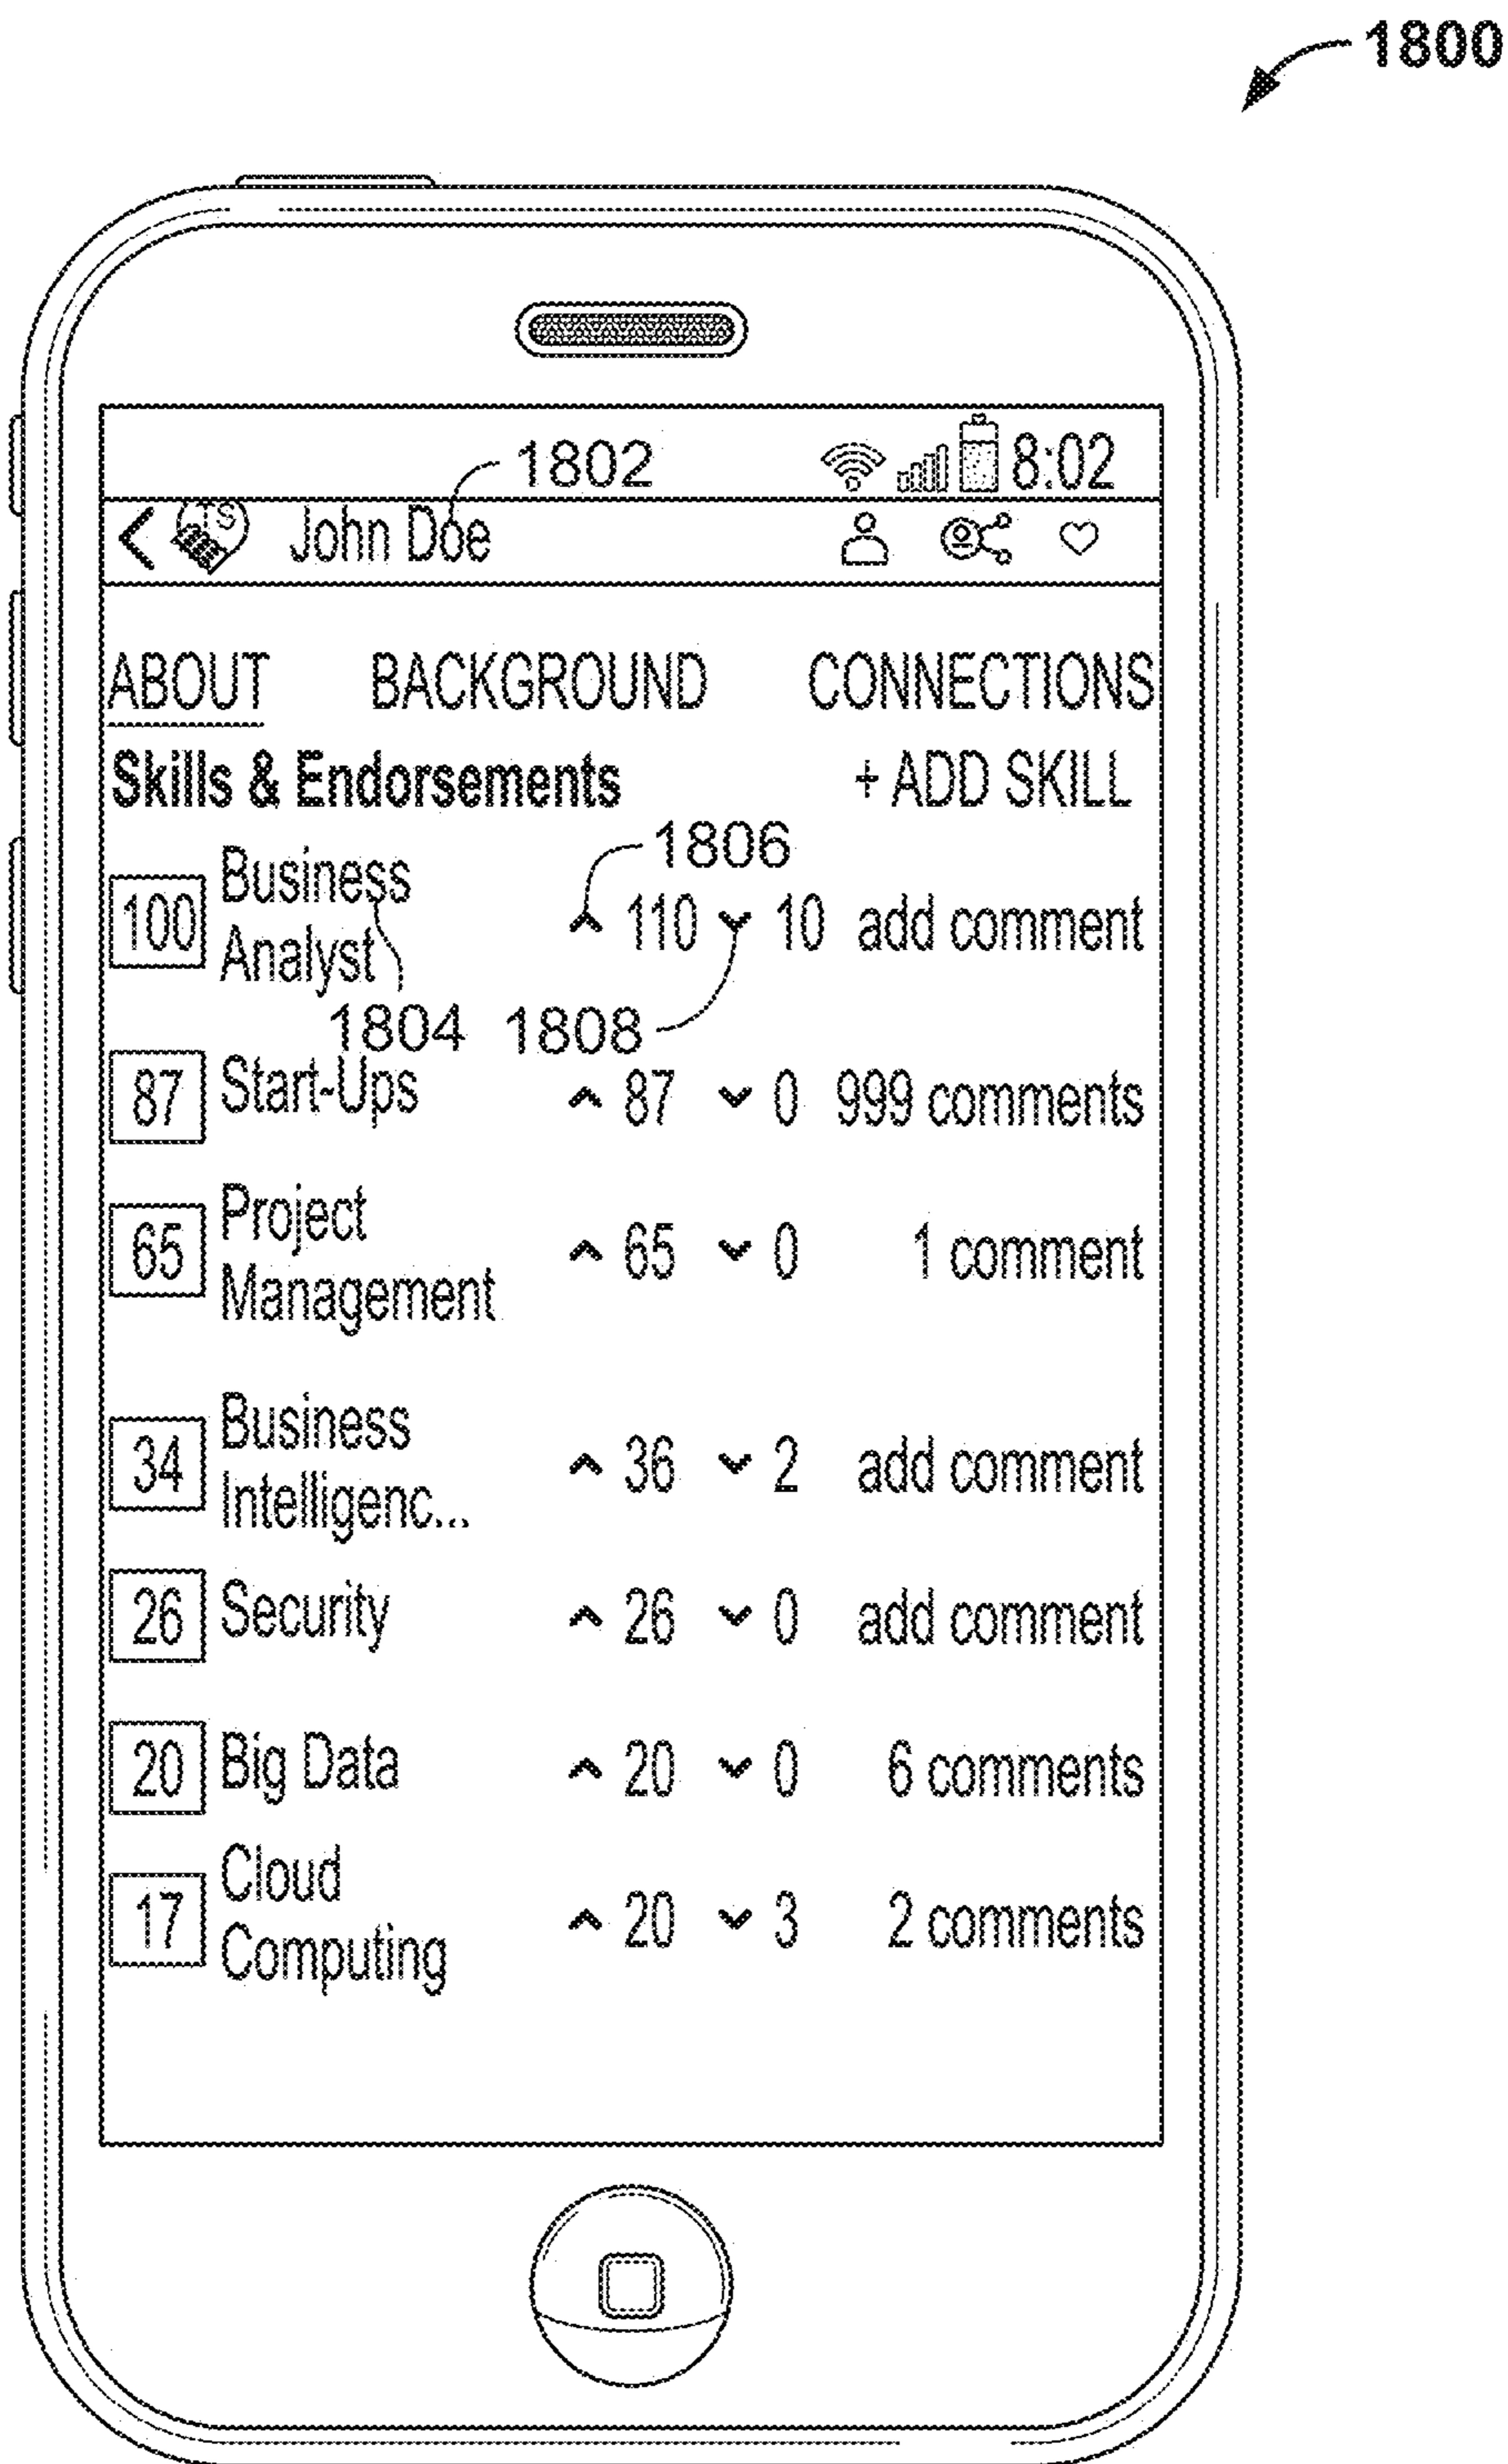 1800
1802
8:02
TS
John Doe
ABOUT BACKGROUND CONNECTIONS
Skills & Endorsements + ADD SKILL
1806
100 Business Analyst 110 10 add comment
1804 1808
87 Start-Ups 87 0 999 comments
65 Project Management 65 0 1 comment
34 Business Intelligenc... 36 2 add comment
26 Security 26 0 add comment
20 Big Data 20 0 6 comments
17 Cloud Computing 20 3 2 comments